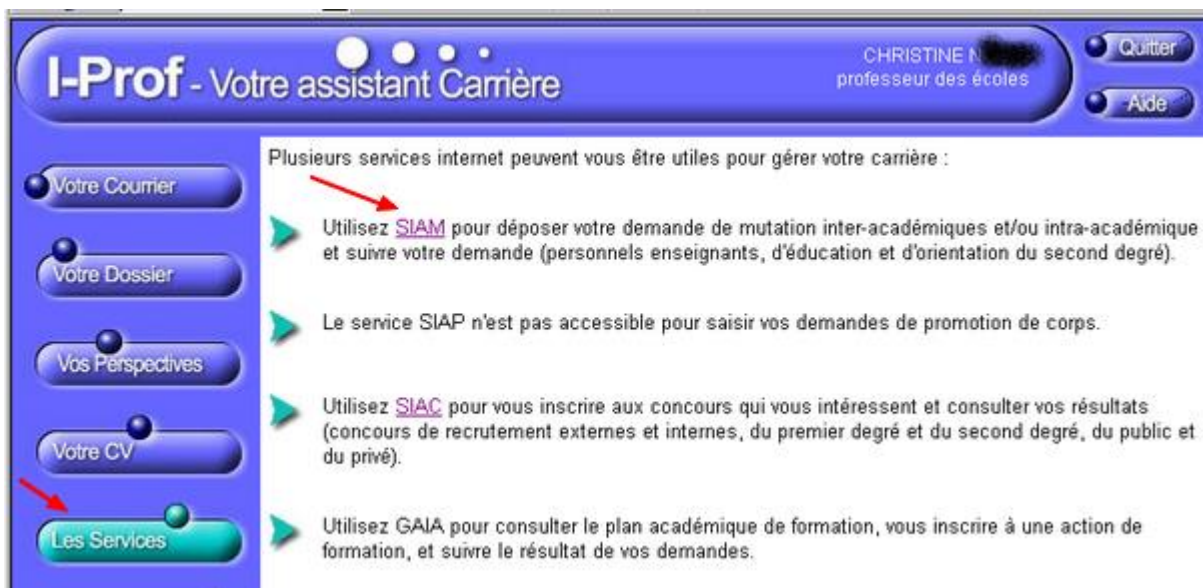 I-Prof - Votre assistant Carrière
CHRISTINE N
professeur des écoles
Quitter
Aide
Votre Courrier
Votre Dossier
Vos Perspectives
Votre CV
Les Services
Plusieurs services internet peuvent vous être utiles pour gérer votre carrière :
Utilisez SIAM pour déposer votre demande de mutation inter-académiques et/ou intra-académique
et suivre votre demande (personnels enseignants, d'éducation et d'orientation du second degré).
Le service SIAP n'est pas accessible pour saisir vos demandes de promotion de corps.
Utilisez SIAC pour vous inscrire aux concours qui vous intéressent et consulter vos résultats
(concours de recrutement externes et internes, du premier degré et du second degré, du public et
du privé).
Utilisez GAIA pour consulter le plan académique de formation, vous inscrire à une action de
formation, et suivre le résultat de vos demandes.